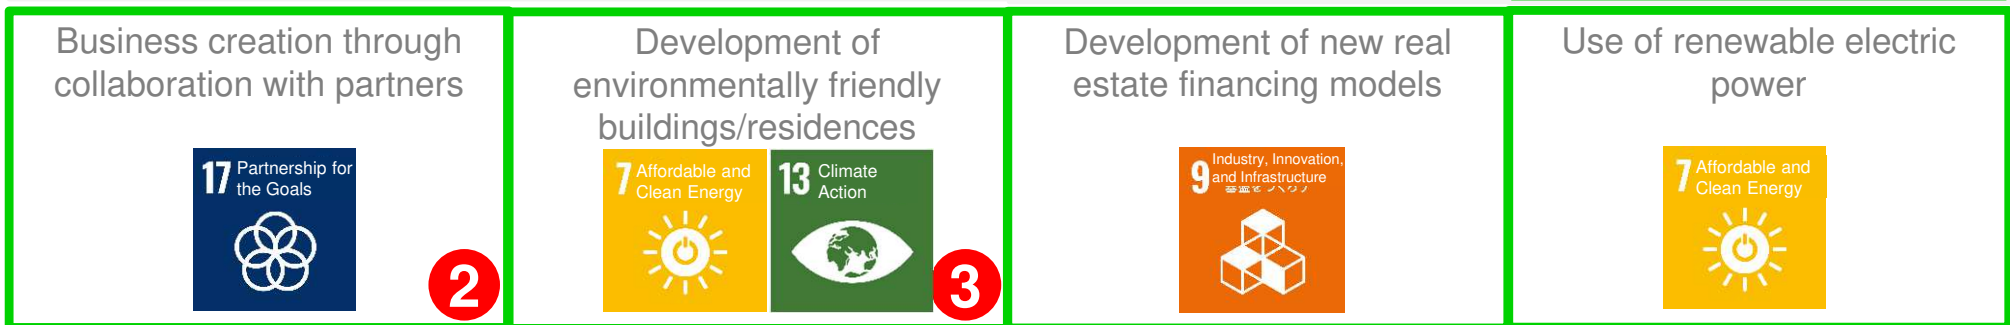 Business creation through
collaboration with partners
17 Partnership for
the Goals
2
Development of
environmentally friendly
buildings/residences
7 Affordable and
Clean Energy
13 Climate
Action
3
Development of new real
estate financing models
9 Industry, Innovation,
and Infrastructure
Use of renewable electric
power
7 Affordable and
Clean Energy